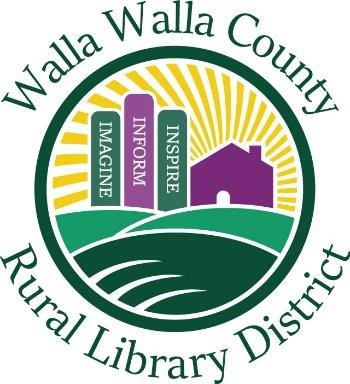 Walla Walla County
IMAGINE
INFORM
INSPIRE
Rural Library District